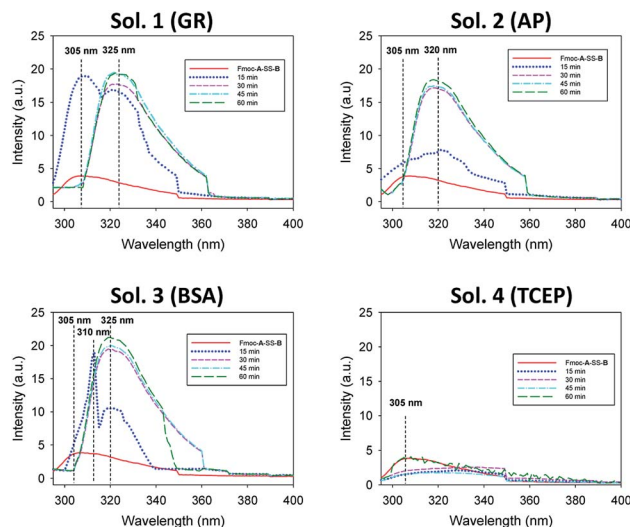 Sol. 1 (GR)
305 nm 325 nm
Fmoc-A-SS-B
15 min
30 min
45 min
60 min
25
20
15
10
5
0
Intensity (a.u.)
300 320 340 360 380 400
Wavelength (nm)
Sol. 2 (AP)
305 nm 320 nm
Fmoc-A-SS-B
15 min
30 min
45 min
60 min
25
20
15
10
5
0
Intensity (a.u.)
300 320 340 360 380 400
Wavelength (nm)
Sol. 3 (BSA)
305 nm 325 nm
310 nm
Fmoc-A-SS-B
15 min
30 min
45 min
60 min
25
20
15
10
5
0
Intensity (a.u.)
300 320 340 360 380 400
Wavelength (nm)
Sol. 4 (TCEP)
305 nm
Fmoc-A-SS-B
15 min
30 min
45 min
60 min
25
20
15
10
5
0
Intensity (a.u.)
300 320 340 360 380 400
Wavelength (nm)